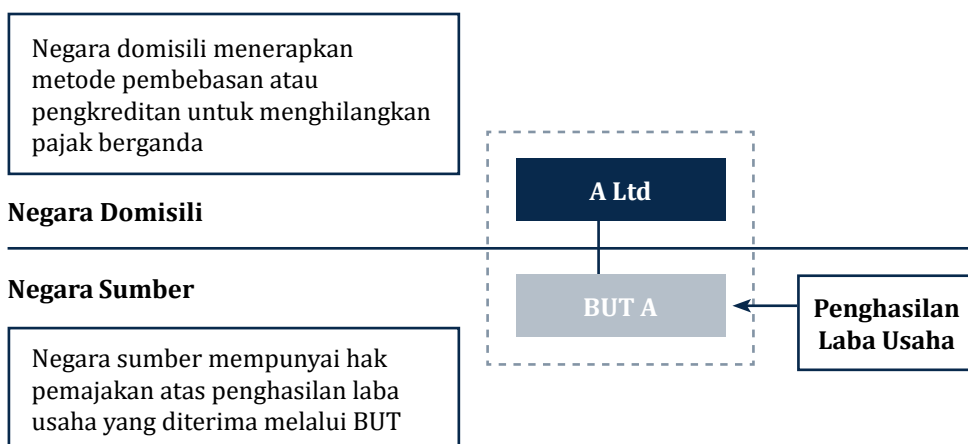 Negara domisili menerapkan
metode pembebasan atau
pengkreditan untuk menghilangkan
pajak berganda
A Ltd
Negara Domisili
Negara Sumber
BUT A
Penghasilan
Laba Usaha
Negara sumber mempunyai hak
pemajakan atas penghasilan laba
usaha yang diterima melalui BUT